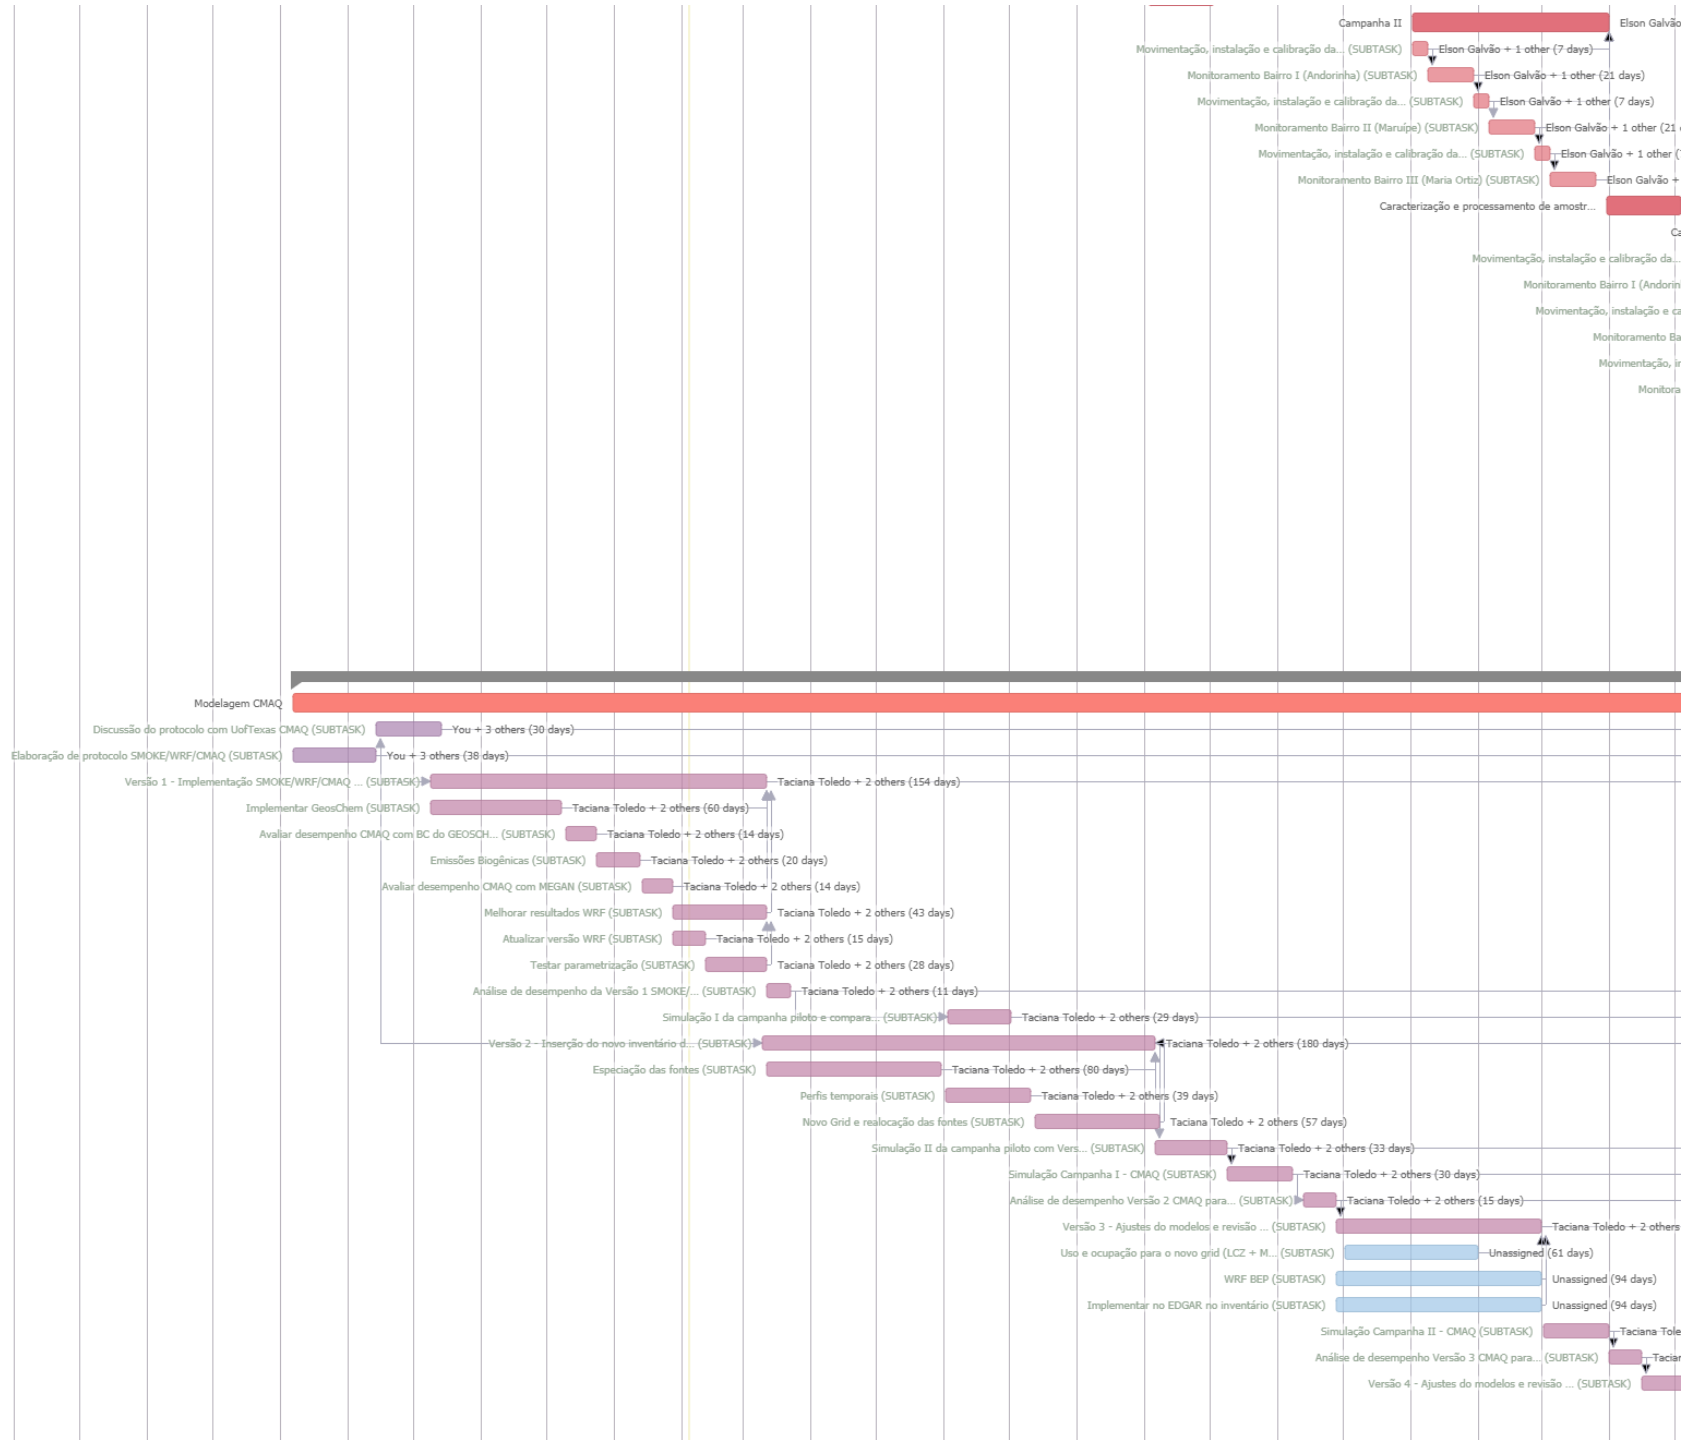 Campanha II Elson Galvão
Movimentação, instalação e calibração da... (SUBTASK) Elson Galvão + 1 other (7 days)
Monitoramento Bairro I (Andorinha) (SUBTASK) Elson Galvão + 1 other (21 days)
Movimentação, instalação e calibração da... (SUBTASK) Elson Galvão + 1 other (7 days)
Monitoramento Bairro II (Maruípe) (SUBTASK) Elson Galvão + 1 other (21
Movimentação, instalação e calibração da... (SUBTASK) Elson Galvão + 1 other (
Monitoramento Bairro III (Maria Ortiz) (SUBTASK) Elson Galvão +
Caracterização e processamento de amostr...
Ca
Movimentação, instalação e calibração da...
Monitoramento Bairro I (Andorin
Movimentação, instalação e ca
Monitoramento Ba
Movimentação, in
Monitora
Modelagem CMAQ
Discussão do protocolo com UofTexas CMAQ (SUBTASK) You + 3 others (30 days)
Elaboração de protocolo SMOKE/WRF/CMAQ (SUBTASK) You + 3 others (38 days)
Versão 1 - Implementação SMOKE/WRF/CMAQ ... (SUBTASK) Taciana Toledo + 2 others (154 days)
Implementar GeosChem (SUBTASK) Taciana Toledo + 2 others (60 days)
Avaliar desempenho CMAQ com BC do GEOSCH... (SUBTASK) Taciana Toledo + 2 others (14 days)
Emissões Biogênicas (SUBTASK) Taciana Toledo + 2 others (20 days)
Avaliar desempenho CMAQ com MEGAN (SUBTASK) Taciana Toledo + 2 others (14 days)
Melhorar resultados WRF (SUBTASK) Taciana Toledo + 2 others (43 days)
Atualizar versão WRF (SUBTASK) Taciana Toledo + 2 others (15 days)
Testar parametrização (SUBTASK) Taciana Toledo + 2 others (28 days)
Análise de desempenho da Versão 1 SMOKE/... (SUBTASK) Taciana Toledo + 2 others (11 days)
Simulação I da campanha piloto e compara... (SUBTASK) Taciana Toledo + 2 others (29 days)
Versão 2 - Inserção do novo inventário d... (SUBTASK) Taciana Toledo + 2 others (180 days)
Especiação das fontes (SUBTASK) Taciana Toledo + 2 others (80 days)
Perfis temporais (SUBTASK) Taciana Toledo + 2 others (39 days)
Novo Grid e realocação das fontes (SUBTASK) Taciana Toledo + 2 others (57 days)
Simulação II da campanha piloto com Vers... (SUBTASK) Taciana Toledo + 2 others (33 days)
Simulação Campanha I - CMAQ (SUBTASK) Taciana Toledo + 2 others (30 days)
Análise de desempenho Versão 2 CMAQ para... (SUBTASK) Taciana Toledo + 2 others (15 days)
Versão 3 - Ajustes do modelos e revisão ... (SUBTASK) Taciana Toledo + 2 others
Uso e ocupação para o novo grid (LCZ + M... (SUBTASK) Unassigned (61 days)
WRF BEP (SUBTASK) Unassigned (94 days)
Implementar no EDGAR no inventário (SUBTASK) Unassigned (94 days)
Simulação Campanha II - CMAQ (SUBTASK) Taciana Tole
Análise de desempenho Versão 3 CMAQ para... (SUBTASK) Tacian
Versão 4 - Ajustes do modelos e revisão ... (SUBTASK)